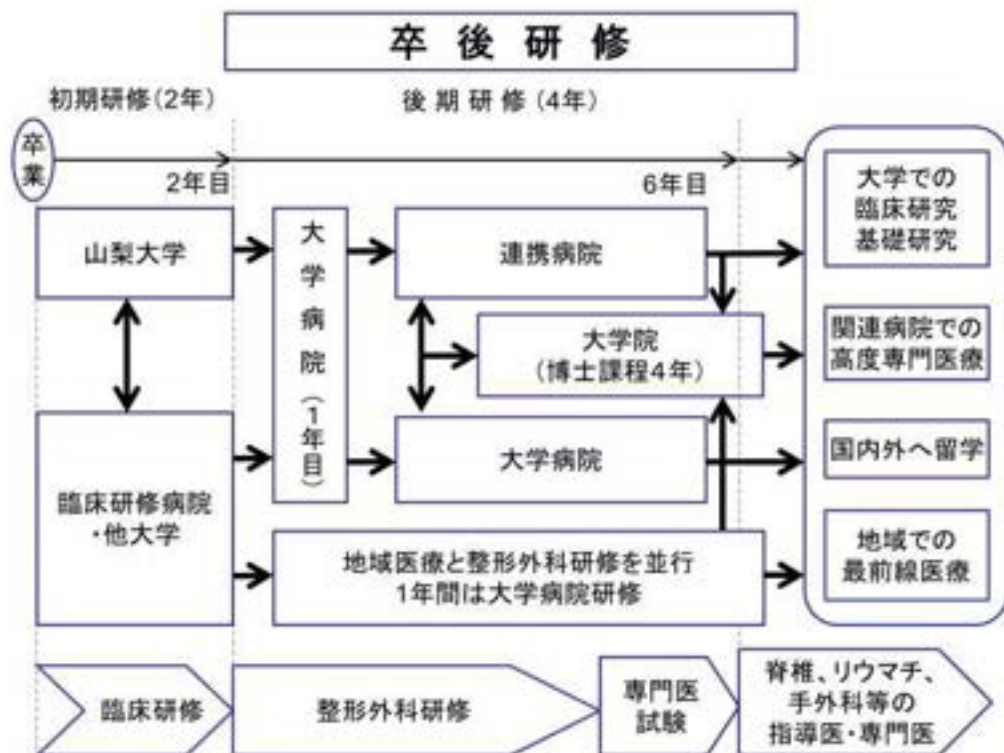 卒後研修
初期研修(2年)
後期研修(4年)
卒業
2年目
6年目
山梨大学
臨床研修病院
・他大学
大学病院(1年目)
連携病院
大学院
(博士課程4年)
大学病院
地域医療と整形外科研修を並行
1年間は大学病院研修
大学での
臨床研究
基礎研究
関連病院での
高度専門医療
国内外へ留学
地域での
最前線医療
臨床研修
整形外科研修
専門医
試験
脊椎、リウマチ、
手外科等の
指導医・専門医